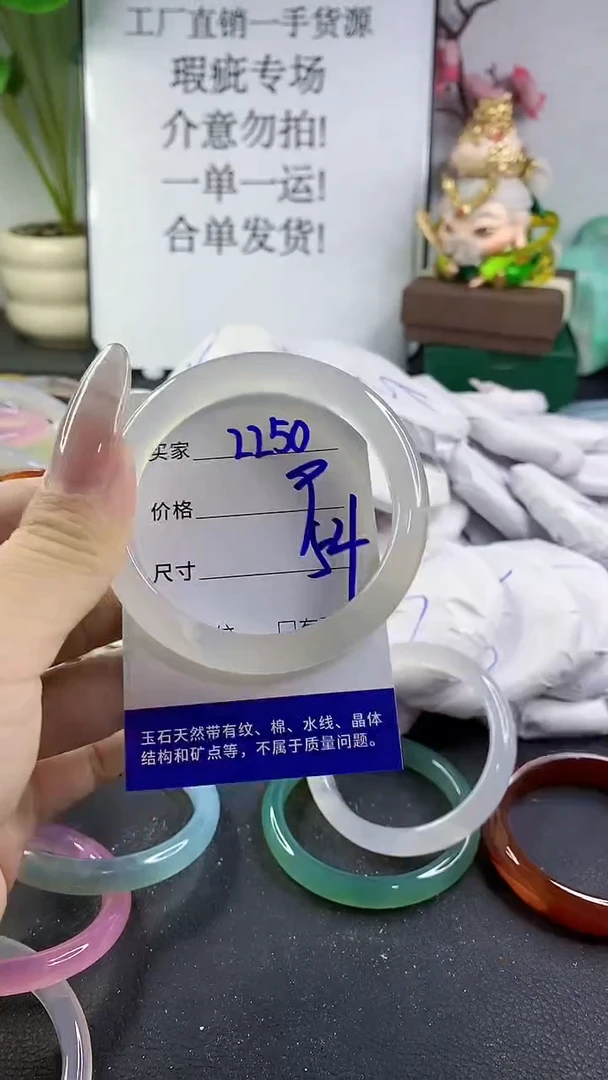 工厂直销一手货源
瑕疵专场
介意勿拍!
一单一运!
合单发货!
买家 2250
价格
尺寸 54
玉石天然带有纹、棉、水线、晶体
结构和矿点等，不属于质量问题。